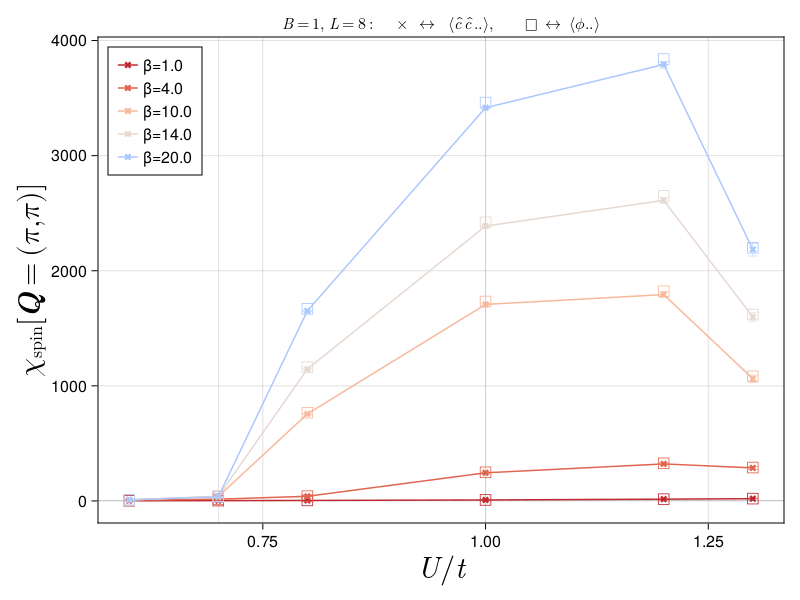 B = 1, L = 8 :   × ↔ ⟨ĉ ĉ ..⟩,   □ ↔ ⟨ϕ..⟩
4000
β=1.0
β=4.0
β=10.0
β=14.0
β=20.0
3000
2000
1000
0
χ_spin[Q = (π,π)]
0.75 1.00 1.25
U/t